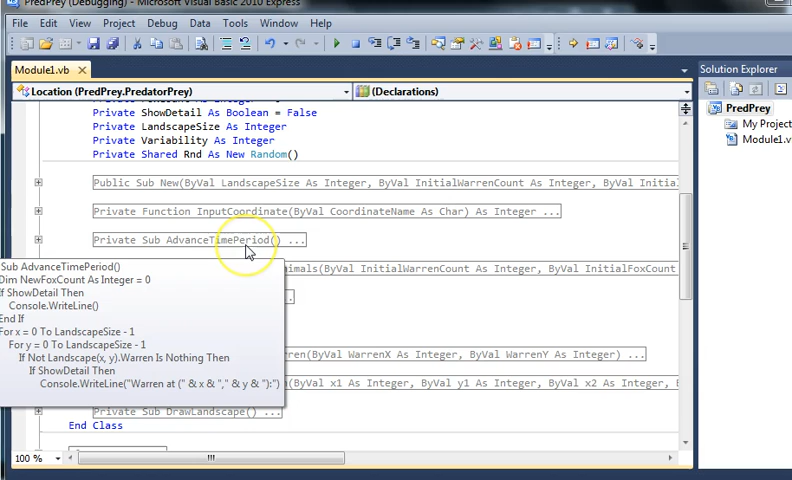 PredPrey (Debugging) - Microsoft Visual Basic 2010 Express
File Edit View Project Debug Data Tools Window Help
Module1.vb
Solution Explorer
Location (PredPrey.PredatorPrey) (Declarations)
PredPrey
My Project
Module1.v
Private ShowDetail As Boolean = False
Private LandscapeSize As Integer
Private Variability As Integer
Private Shared Rnd As New Random()
Public Sub New(ByVal LandscapeSize As Integer, ByVal InitialWarrenCount As Integer, ByVal Initial
Private Function InputCoordinate(ByVal CoordinateName As Char) As Integer ...
Private Sub AdvanceTimePeriod() ...
Sub AdvanceTimePeriod()
Dim NewFoxCount As Integer = 0
If ShowDetail Then
Console.WriteLine()
End If
For x = 0 To LandscapeSize - 1
For y = 0 To LandscapeSize - 1
If Not Landscape(x, y).Warren Is Nothing Then
If ShowDetail Then
Console.WriteLine("Warren at (" & x & "," & y & "):")
nimals(ByVal InitialWarrenCount As Integer, ByVal InitialFoxCount
rren(ByVal WarrenX As Integer, ByVal WarrenY As Integer) ...
n(ByVal x1 As Integer, ByVal y1 As Integer, ByVal x2 As Integer,
Private Sub DrawLandscape() ...
End Class
100 %